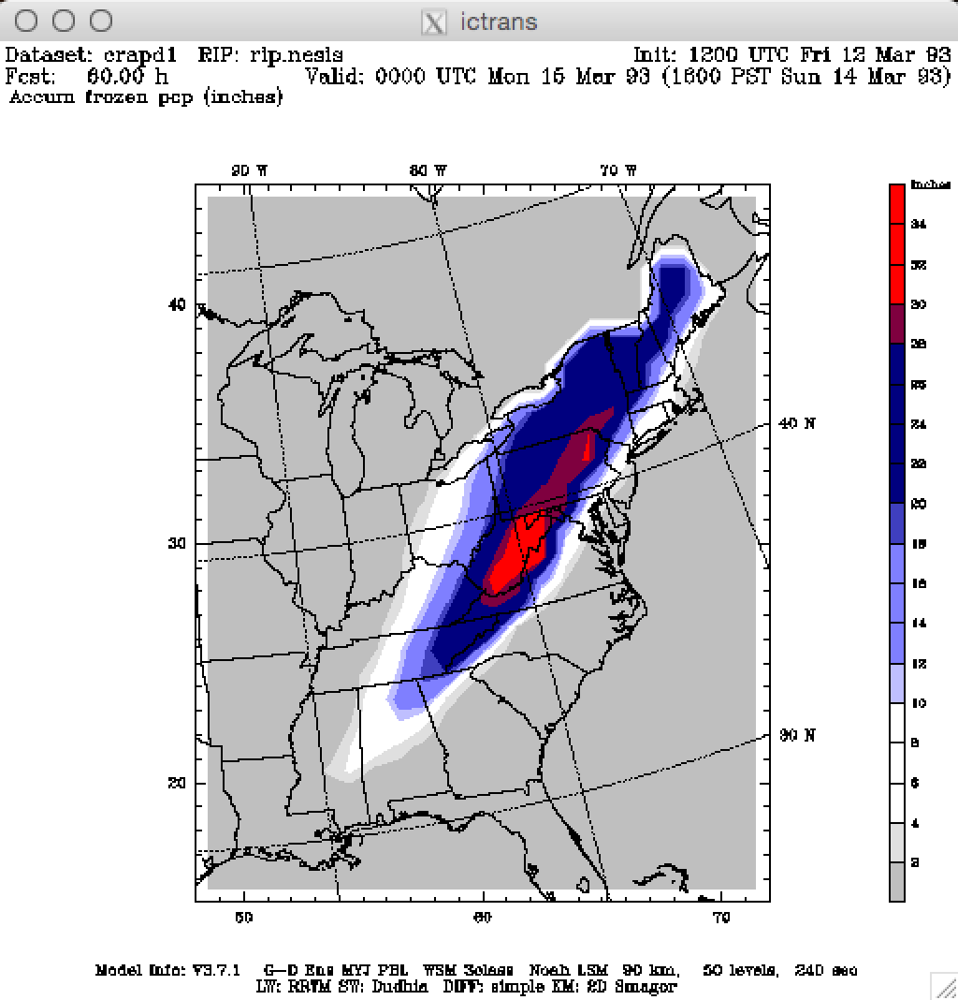 ictrans
Dataset: crapd1 RIP: rip.nesis Init: 1200 UTC Fri 12 Mar 93
Fcst: 60.00 h Valid: 0000 UTC Mon 15 Mar 93 (1600 PST Sun 14 Mar 93)
Accum frozen pcp (inches)
90 W 80 W 70 W
inches
34
32
30
28
26
24
22
20
18
16
14
12
10
8
6
4
2
40
30
20
40 N
30 N
50 60 70
Model Info: V3.7.1 G-D Ens MYJ PBL WSM 3class Noah LSM 90 km, 50 levels, 240 sec
LW: RRTM SW: Dudhia DIFF: simple KM: 2D Smagor